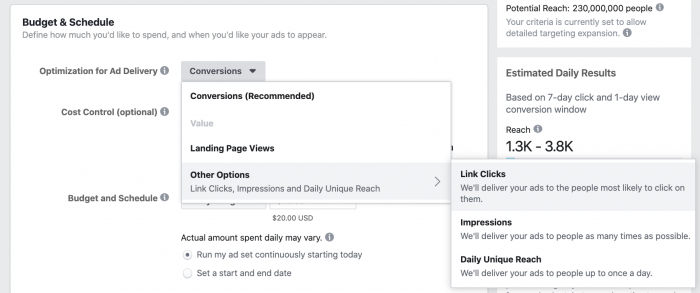 Budget & Schedule
Define how much you'd like to spend, and when you'd like your ads to appear.
Optimization for Ad Delivery
Conversions
Conversions (Recommended)
Cost Control (optional)
Value
Landing Page Views
Other Options
Link Clicks, Impressions and Daily Unique Reach
Budget and Schedule
$20.00 USD
Actual amount spent daily may vary.
Run my ad set continuously starting today
Set a start and end date
Potential Reach: 230,000,000 people
Your criteria is currently set to allow
detailed targeting expansion.
Estimated Daily Results
Based on 7-day click and 1-day view
conversion window
Reach
1.3K - 3.8K
Link Clicks
We'll deliver your ads to the people most likely to click on
them.
Impressions
We'll deliver your ads to people as many times as possible.
Daily Unique Reach
We'll deliver your ads to people up to once a day.